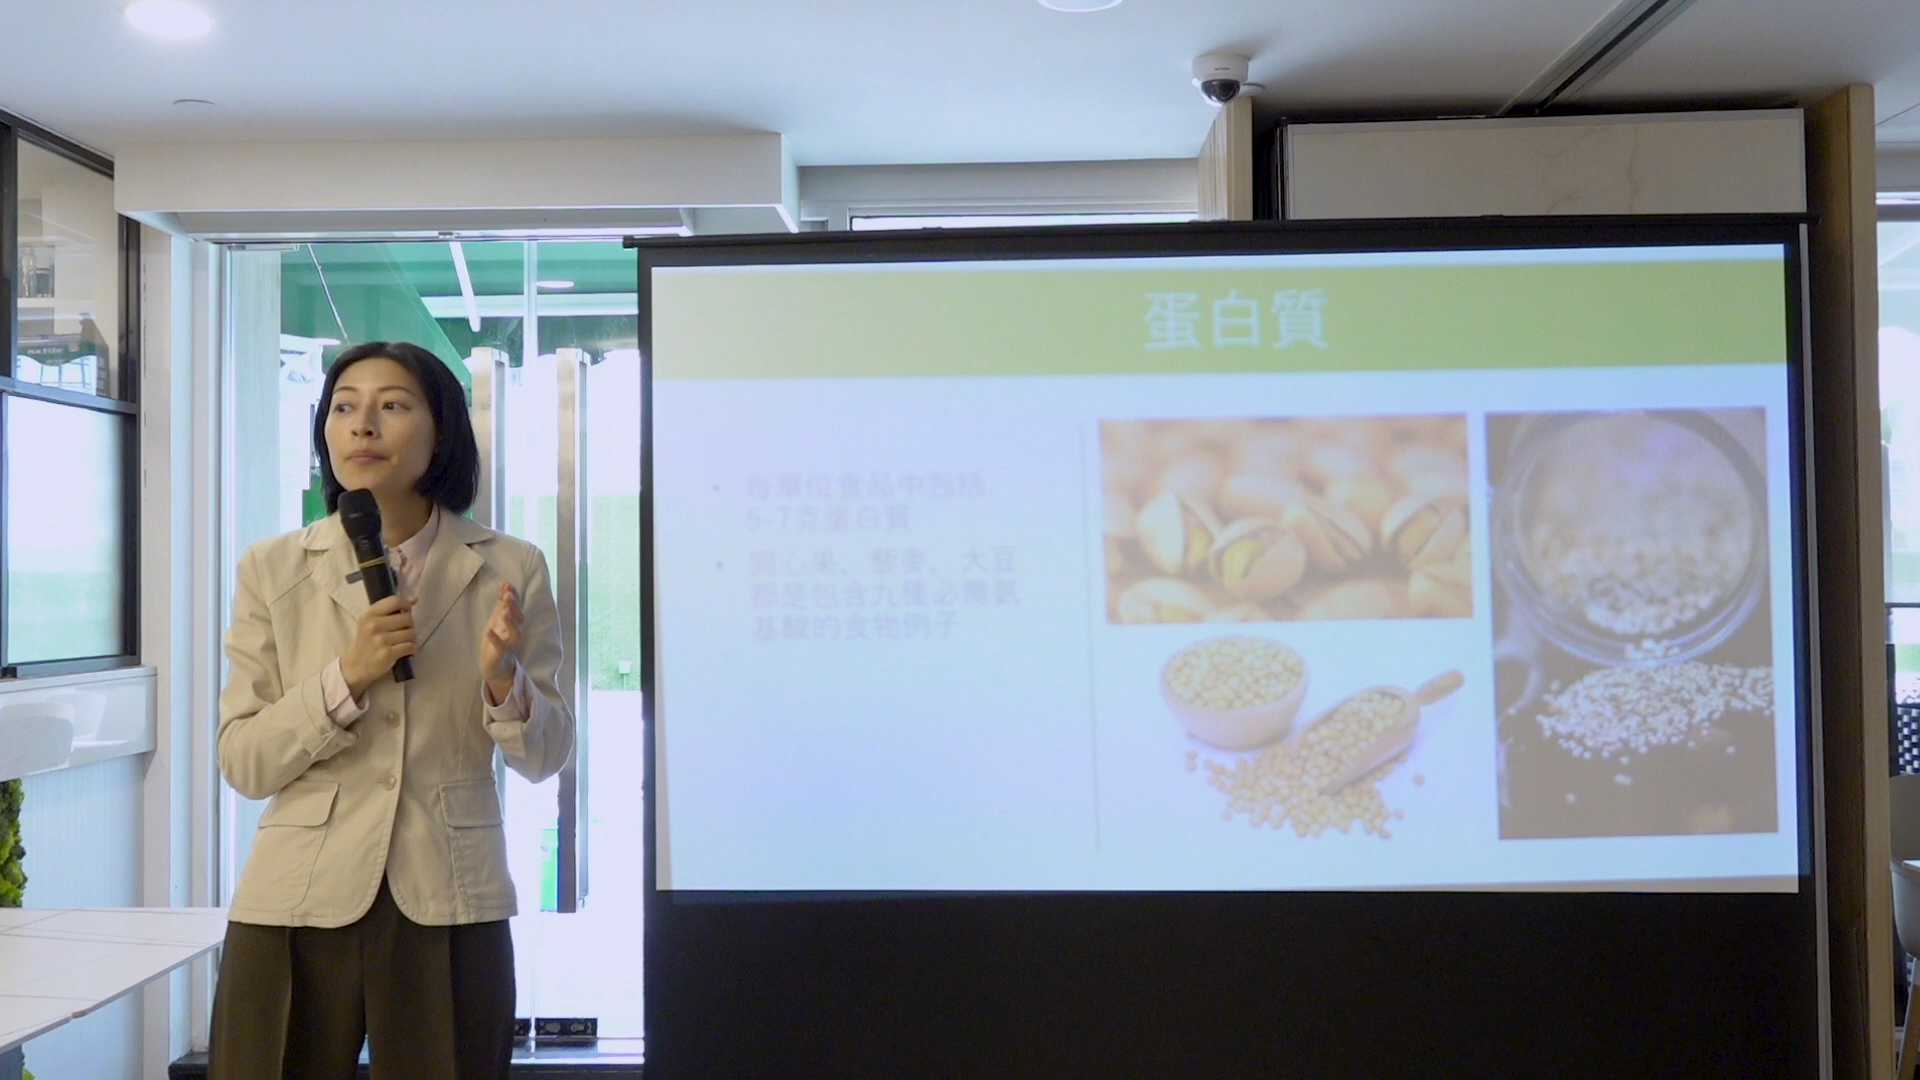 蛋白質
• 每單位食品中包括
5-7克蛋白質
• 開心果、藜麥、大豆
都是包含九種必需氨
基酸的食物例子